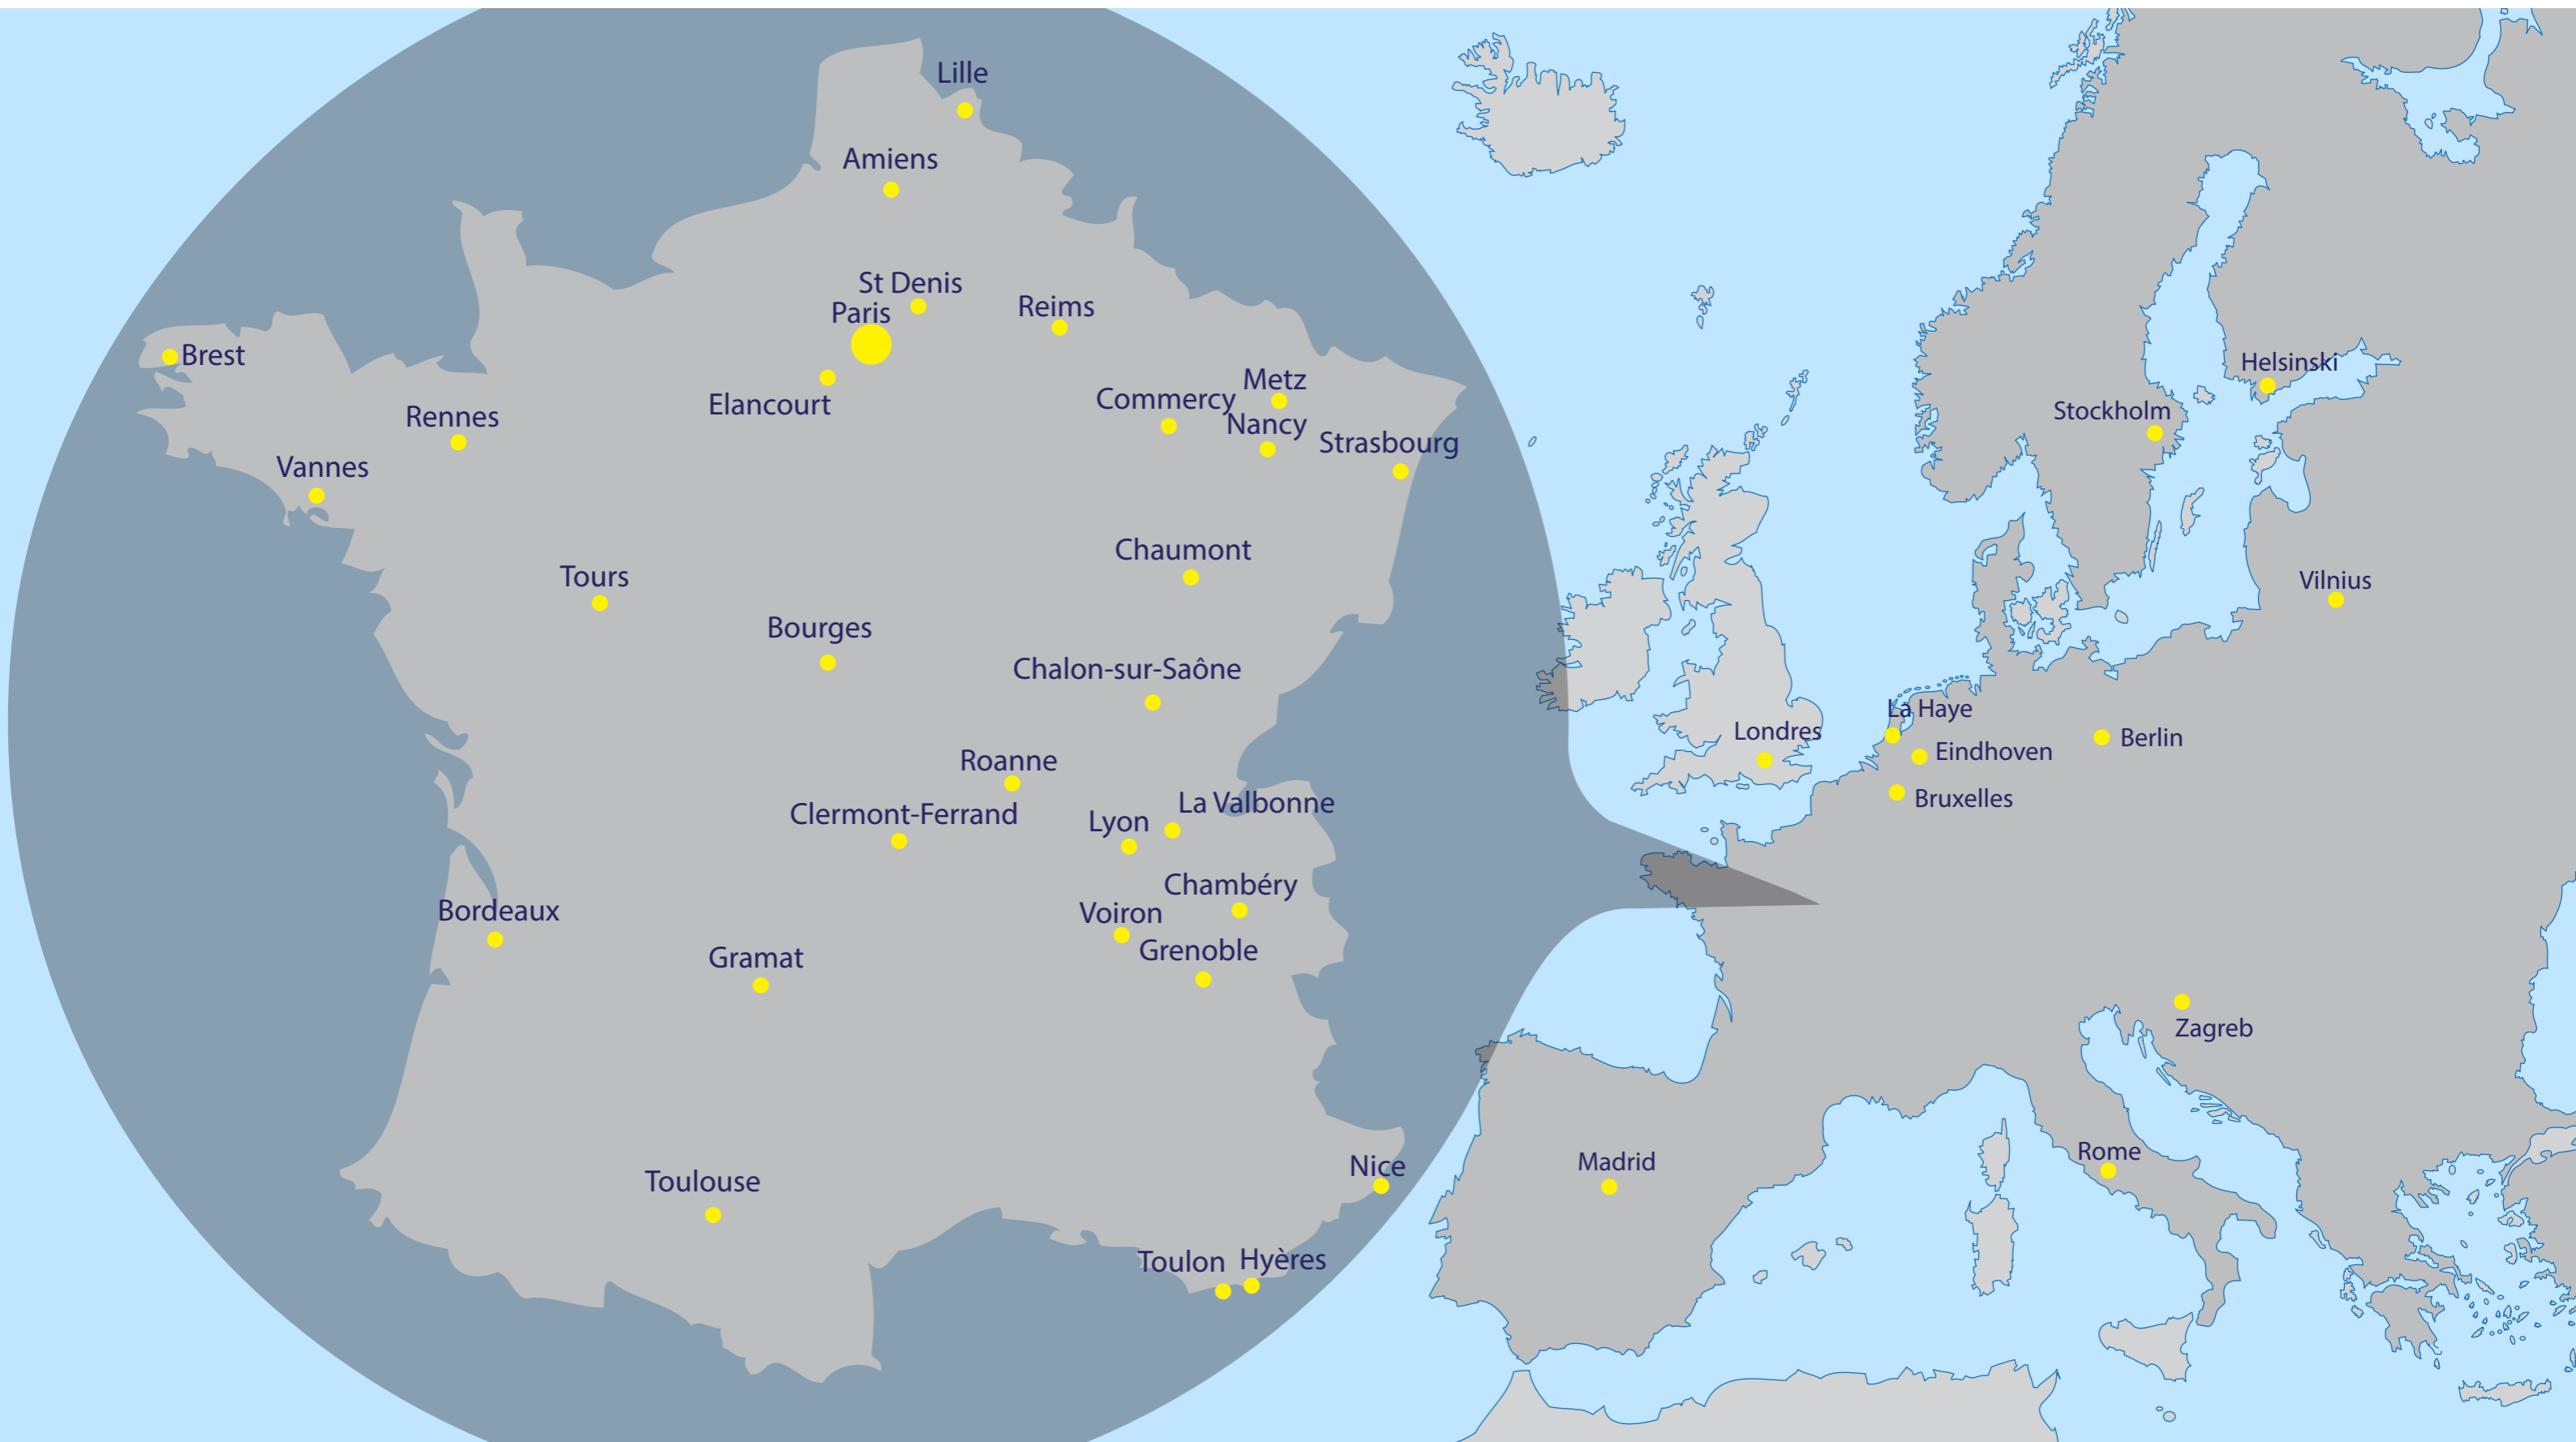 Lille
Amiens
St Denis
Paris
Reims
Brest
Elancourt
Metz
Commercy
Nancy
Rennes
Strasbourg
Vannes
Chaumont
Tours
Bourges
Chalon-sur-Saône
Roanne
La Valbonne
Clermont-Ferrand
Lyon
Chambéry
Bordeaux
Voiron
Grenoble
Gramat
Nice
Toulouse
Toulon
Hyères
Helsinski
Stockholm
Vilnius
La Haye
Londres
Berlin
Eindhoven
Bruxelles
Zagreb
Rome
Madrid